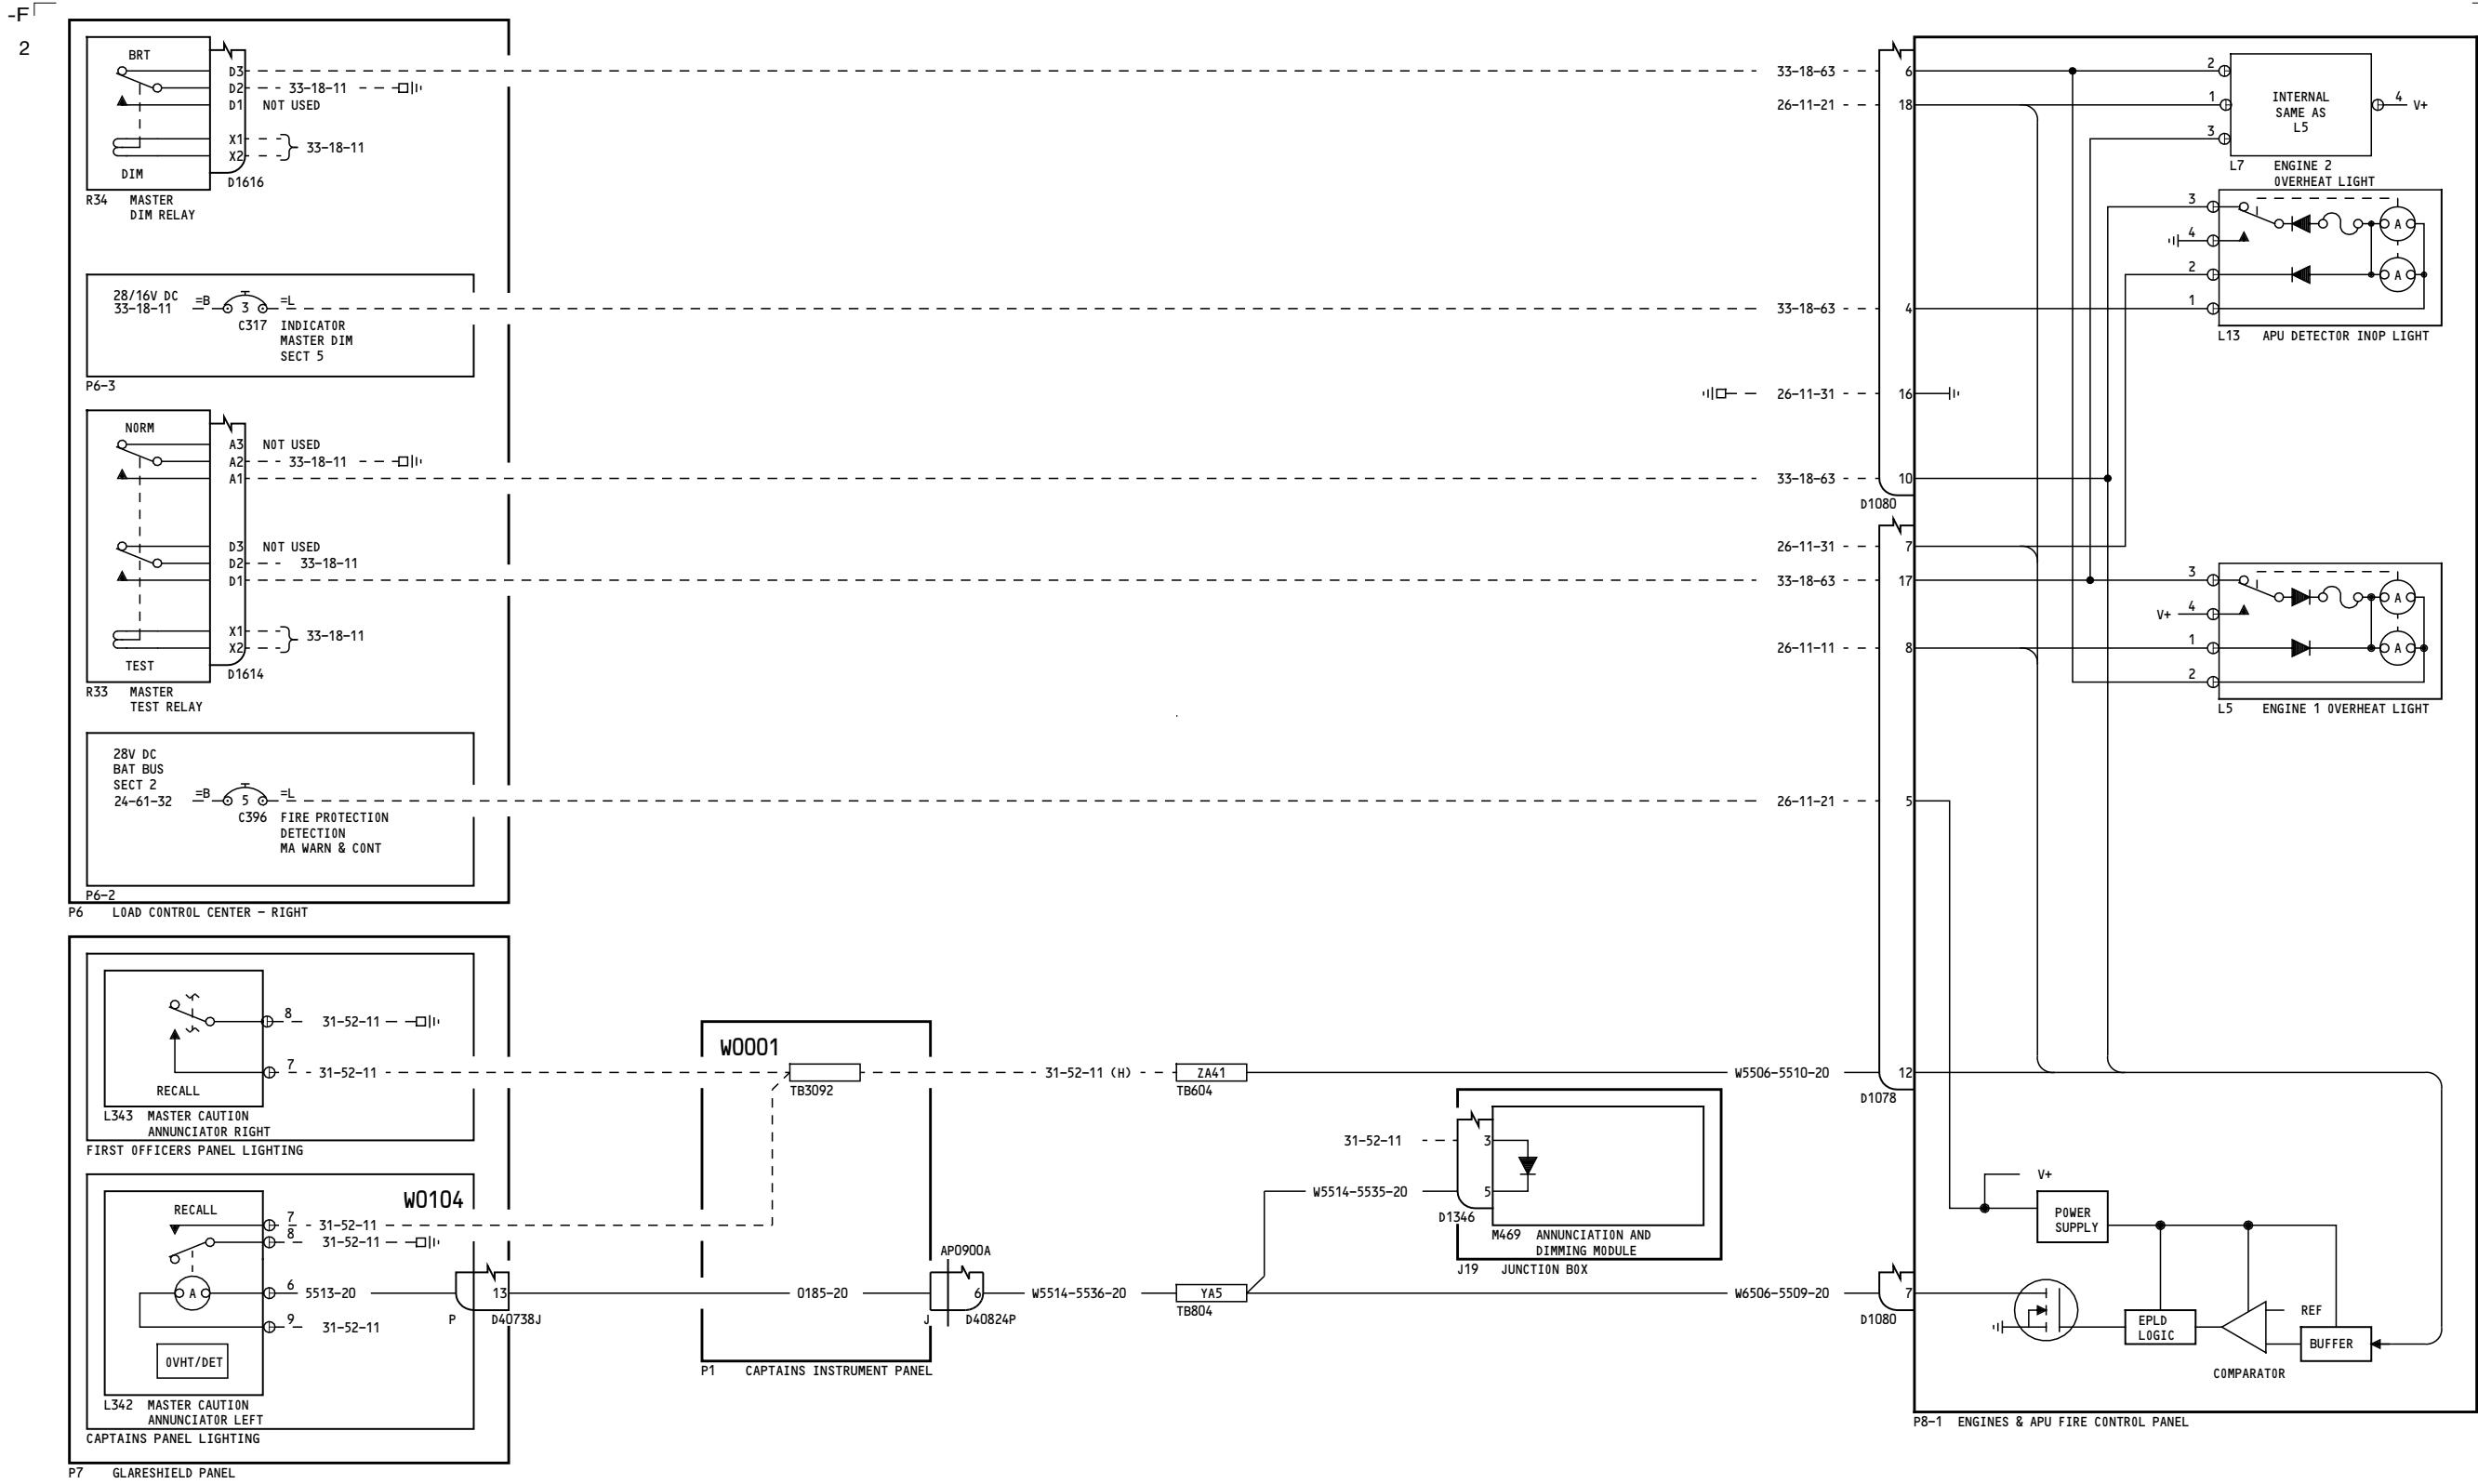 -F
2
BRT
D3
33-18-63
D2
33-18-11
D1
NOT USED
26-11-21
X1
X2
33-18-11
DIM
D1616
R34 MASTER
DIM RELAY
28/16V DC
33-18-11
=B
3
=L
33-18-63
C317 INDICATOR
MASTER DIM
SECT 5
P6-3
26-11-31
NORM
A3
NOT USED
A2
33-18-11
A1
33-18-63
D3
NOT USED
26-11-31
D2
33-18-11
D1
33-18-63
X1
X2
33-18-11
26-11-11
TEST
D1614
R33 MASTER
TEST RELAY
28V DC
BAT BUS
SECT 2
24-61-32
=B
5
=L
26-11-21
C396 FIRE PROTECTION
DETECTION
MA WARN & CONT
P6-2
P6 LOAD CONTROL CENTER - RIGHT
8
31-52-11
7
31-52-11
RECALL
L343 MASTER CAUTION
ANNUNCIATOR RIGHT
FIRST OFFICERS PANEL LIGHTING
RECALL
W0104
7
31-52-11
8
31-52-11
A
6
5513-20
13
P
D40738J
9
31-52-11
OVHT/DET
L342 MASTER CAUTION
ANNUNCIATOR LEFT
CAPTAINS PANEL LIGHTING
P7 GLARESHIELD PANEL
W0001
TB3092
0185-20
AP0900A
6
J
D40824P
P1 CAPTAINS INSTRUMENT PANEL
31-52-11 (H)
ZA41
TB604
W5506-5510-20
31-52-11
3
W5514-5535-20
5
D1346
M469 ANNUNCIATION AND
DIMMING MODULE
J19 JUNCTION BOX
W5514-5536-20
YA5
TB804
W6506-5509-20
6
18
4
16
10
D1080
7
17
8
5
12
D1078
7
D1080
2
1
3
INTERNAL
SAME AS
L5
4
V+
L7 ENGINE 2
OVERHEAT LIGHT
3
4
2
1
A
A
L13 APU DETECTOR INOP LIGHT
3
V+
4
1
2
A
A
L5 ENGINE 1 OVERHEAT LIGHT
V+
POWER
SUPPLY
EPLD
LOGIC
REF
BUFFER
COMPARATOR
P8-1 ENGINES & APU FIRE CONTROL PANEL